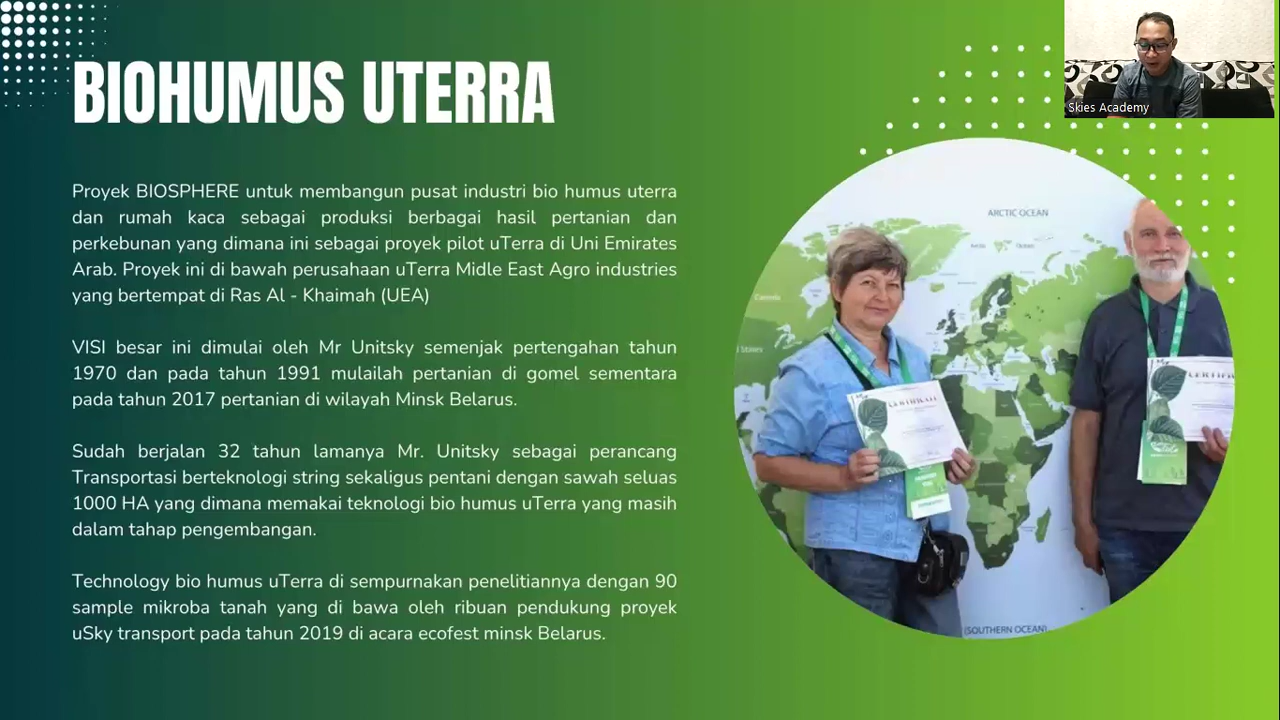 BIOHUMUS UTERRA
Skies Academy
Proyek BIOSPHERE untuk membangun pusat industri bio humus uterra
dan rumah kaca sebagai produksi berbagai hasil pertanian dan
perkebunan yang dimana ini sebagai proyek pilot uTerra di Uni Emirates
Arab. Proyek ini di bawah perusahaan uTerra Midle East Agro industries
yang bertempat di Ras Al - Khaimah (UEA)
VISI besar ini dimulai oleh Mr Unitsky semenjak pertengahan tahun
1970 dan pada tahun 1991 mulailah pertanian di gomel sementara
pada tahun 2017 pertanian di wilayah Minsk Belarus.
Sudah berjalan 32 tahun lamanya Mr. Unitsky sebagai perancang
Transportasi berteknologi string sekaligus pentani dengan sawah seluas
1000 HA yang dimana memakai teknologi bio humus uTerra yang masih
dalam tahap pengembangan.
Technology bio humus uTerra di sempurnakan penelitiannya dengan 90
sample mikroba tanah yang di bawa oleh ribuan pendukung proyek
uSky transport pada tahun 2019 di acara ecofest minsk Belarus.
ARCTIC OCEAN
Canada
CERTIFICATE
(SOUTHERN OCEAN)